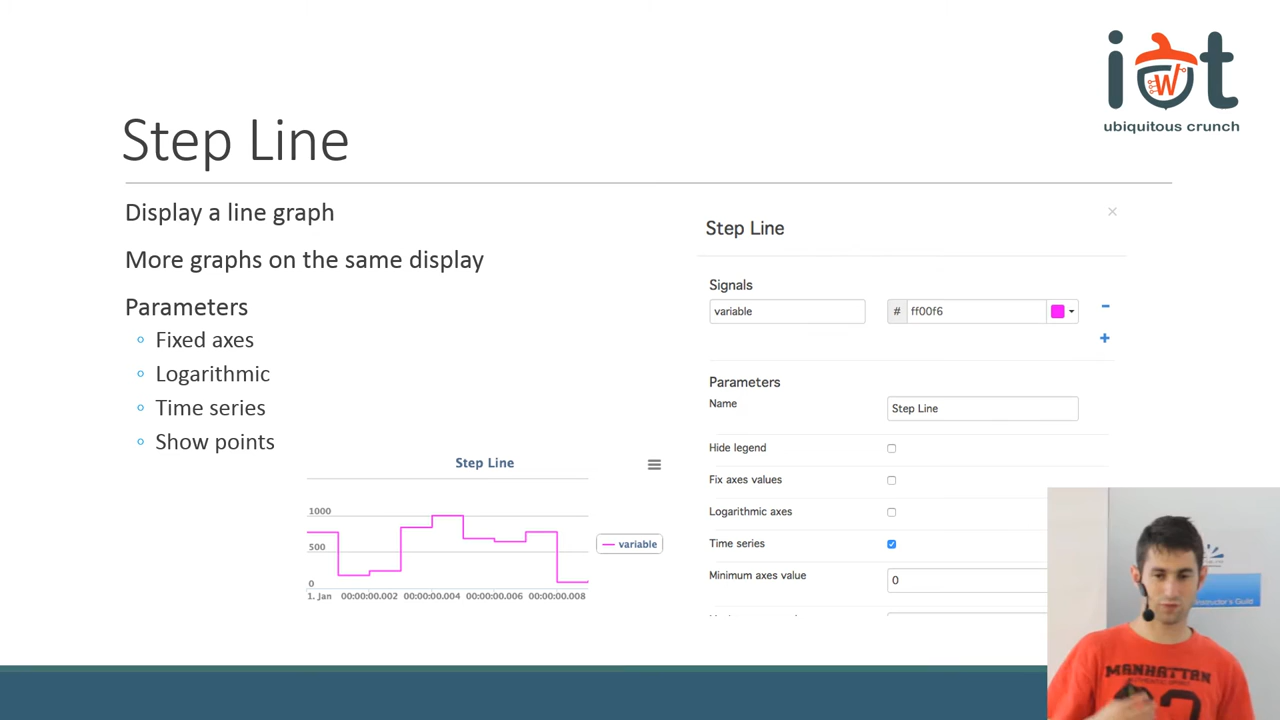 iot
W
ubiquitous crunch
Step Line
Display a line graph
More graphs on the same display
Parameters
Fixed axes
Logarithmic
Time series
Show points
Step Line
1000
500
0
1. Jan 00:00:00.002 00:00:00.004 00:00:00.006 00:00:00.008
variable
×
Step Line
Signals
variable # ff00f6
-
+
Parameters
Name Step Line
Hide legend
Fix axes values
Logarithmic axes
Time series
Minimum axes value 0
Instructor's Guild
MANHATTAN